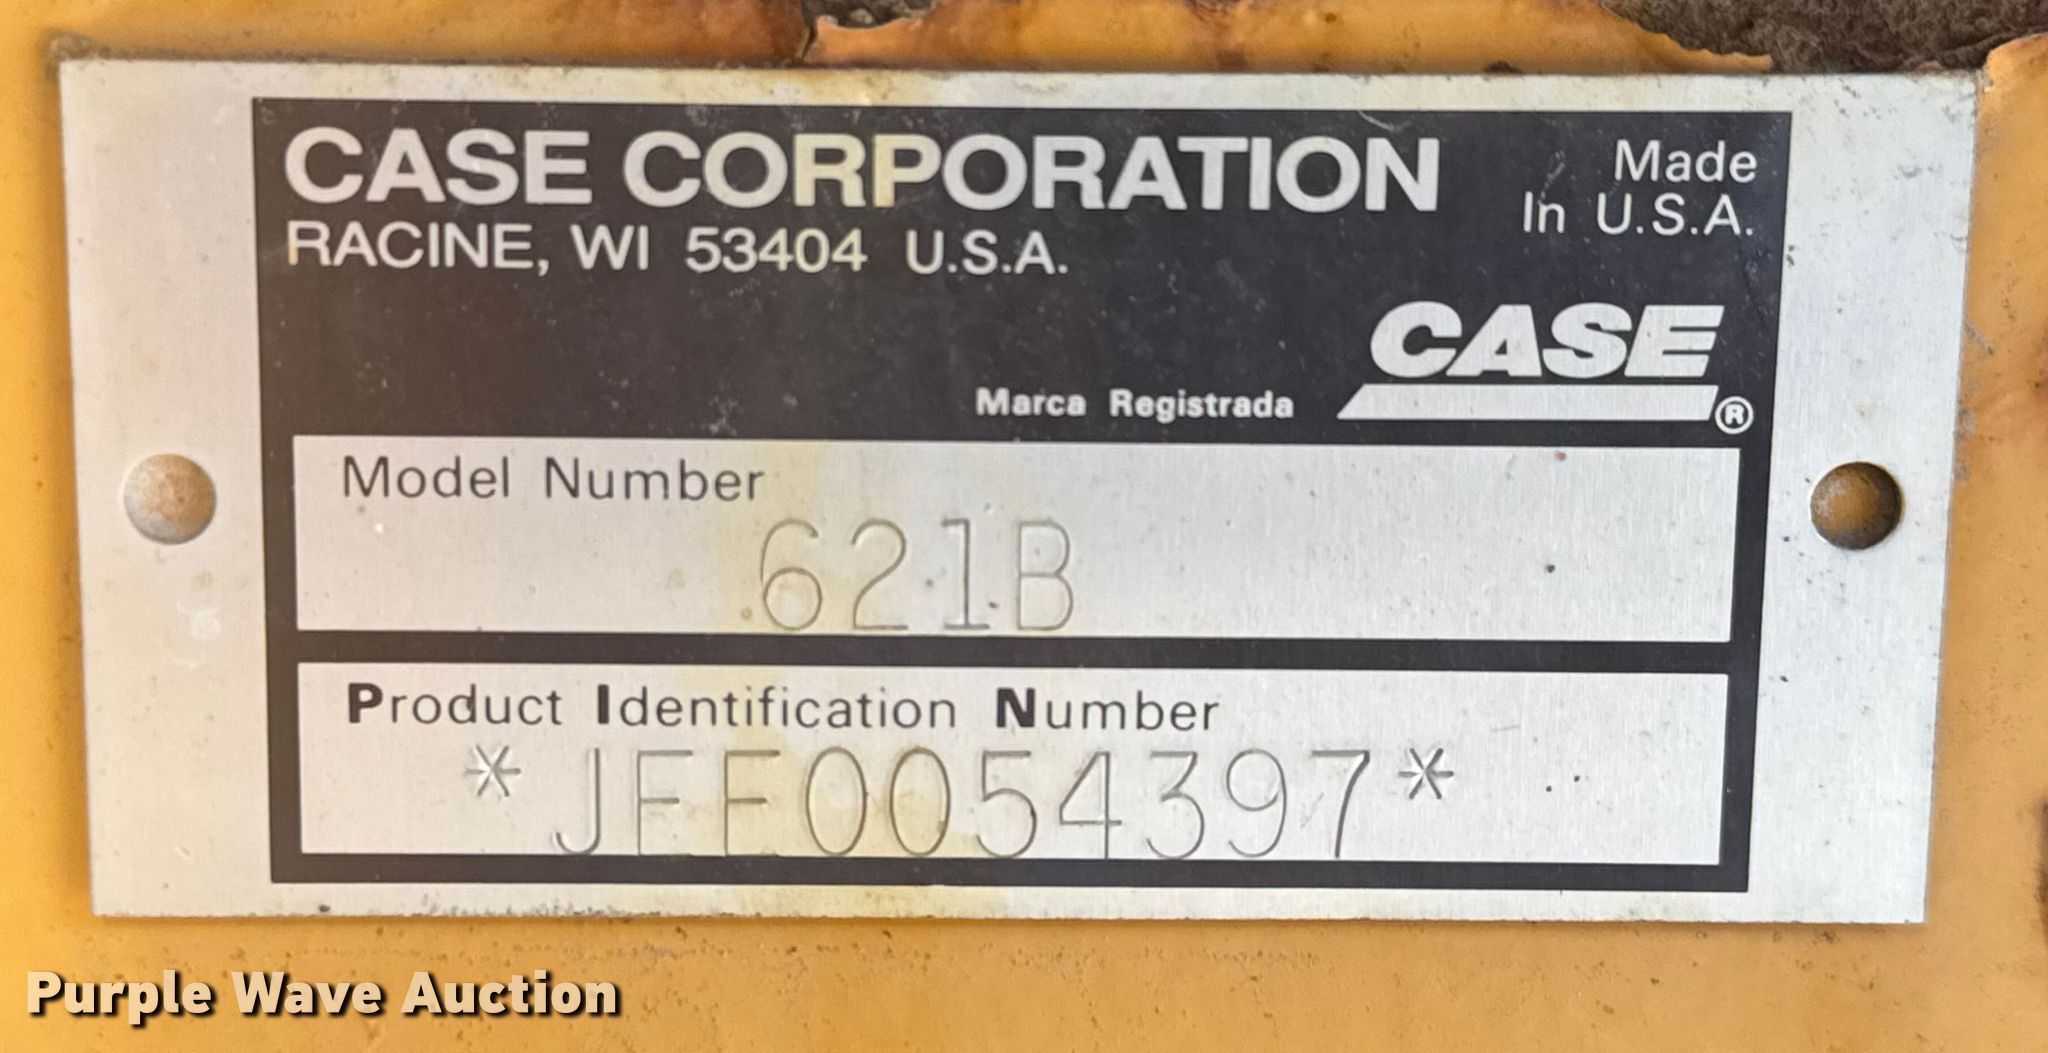 CASE CORPORATION
RACINE, WI 53404 U.S.A.
Made
In U.S.A.
CASE
Marca Registrada ®
Model Number
621B
Product Identification Number
*JEE0054397*
Purple Wave Auction